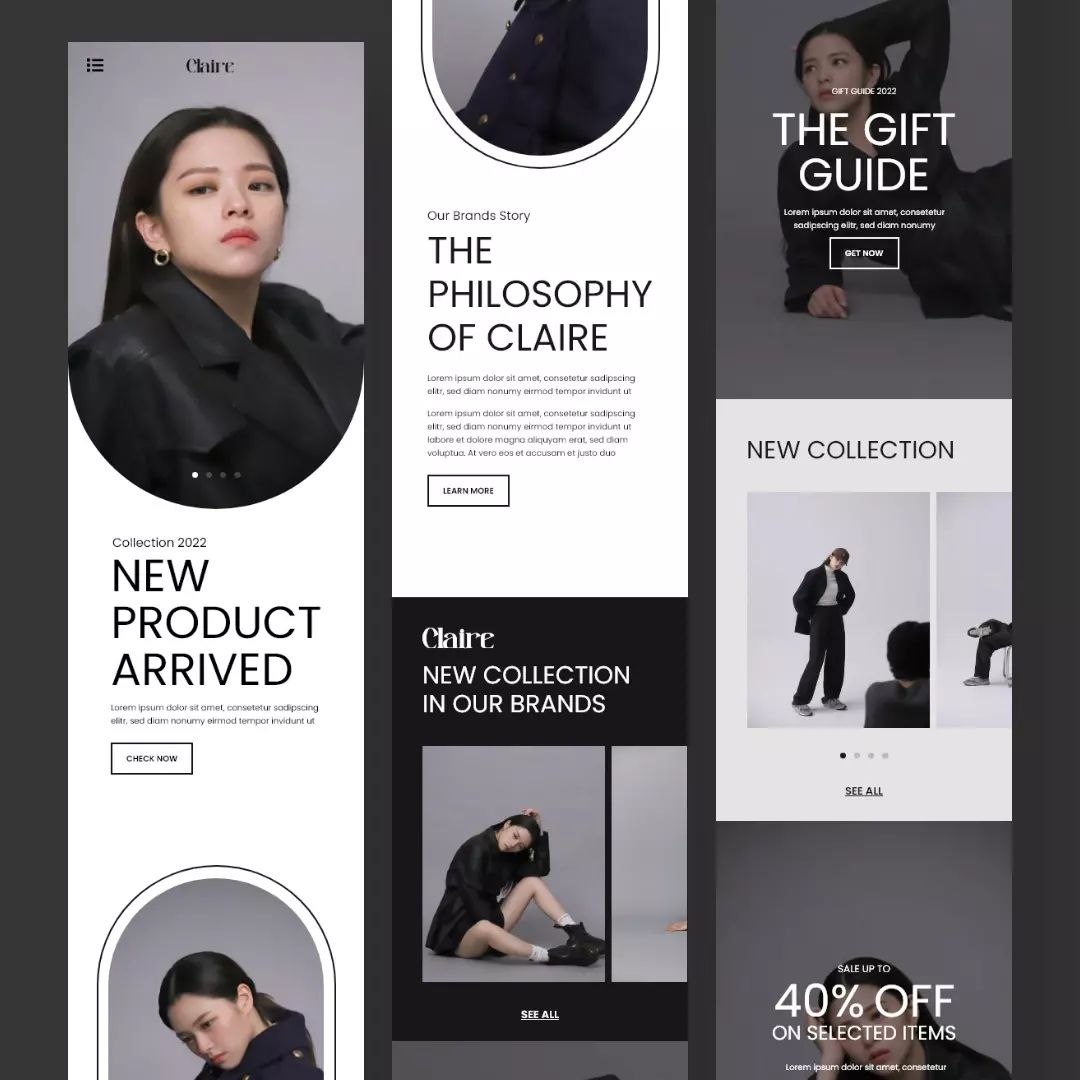 Claire
Collection 2022
NEW
PRODUCT
ARRIVED
Lorem ipsum dolor sit amet, consetetur sadipscing
elitr, sed diam nonumy eirmod tempor invidunt ut
CHECK NOW
Our Brands Story
THE
PHILOSOPHY
OF CLAIRE
Lorem ipsum dolor sit amet, consetetur sadipscing
elitr, sed diam nonumy eirmod tempor invidunt ut
Lorem ipsum dolor sit amet, consetetur sadipscing
elitr, sed diam nonumy eirmod tempor invidunt ut
labore et dolore magna aliquyam erat, sed diam
voluptua. At vero eos et accusam et justo duo
LEARN MORE
Claire
NEW COLLECTION
IN OUR BRANDS
SEE ALL
GIFT GUIDE 2022
THE GIFT
GUIDE
Lorem ipsum dolor sit amet, consetetur
sadipscing elitr, sed diam nonumy
GET NOW
NEW COLLECTION
SEE ALL
SALE UP TO
40% OFF
ON SELECTED ITEMS
Lorem ipsum dolor sit amet, consetetur